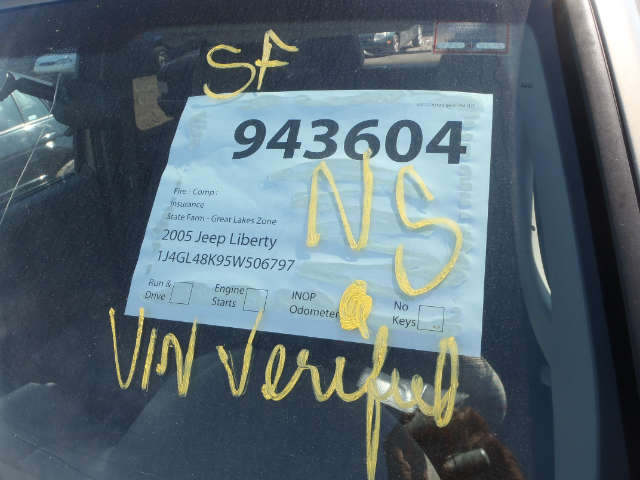 SF
943604
Fire : Comp :
Insurance
State Farm - Great Lakes Zone
2005 Jeep Liberty
1J4GL48K95W506797
NS
Run & Drive
Engine Starts
INOP Odometer
No Keys
VIN Verified